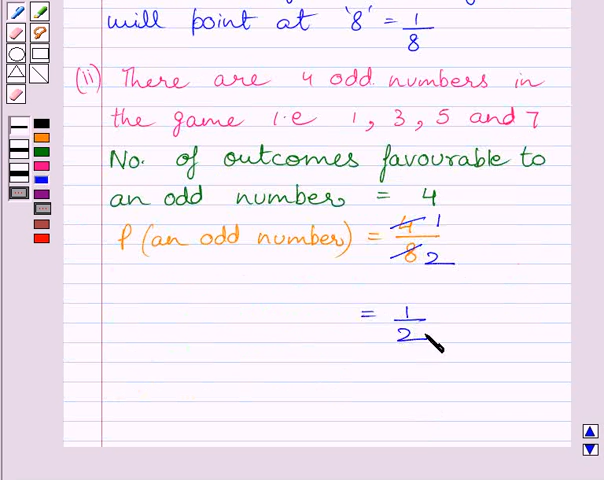 will point at '8' = 1/8
(ii) There are 4 odd numbers in
the game i.e 1, 3, 5 and 7
No. of outcomes favourable to
an odd number = 4
P (an odd number) = 4 1 / 8 2
= 1/2